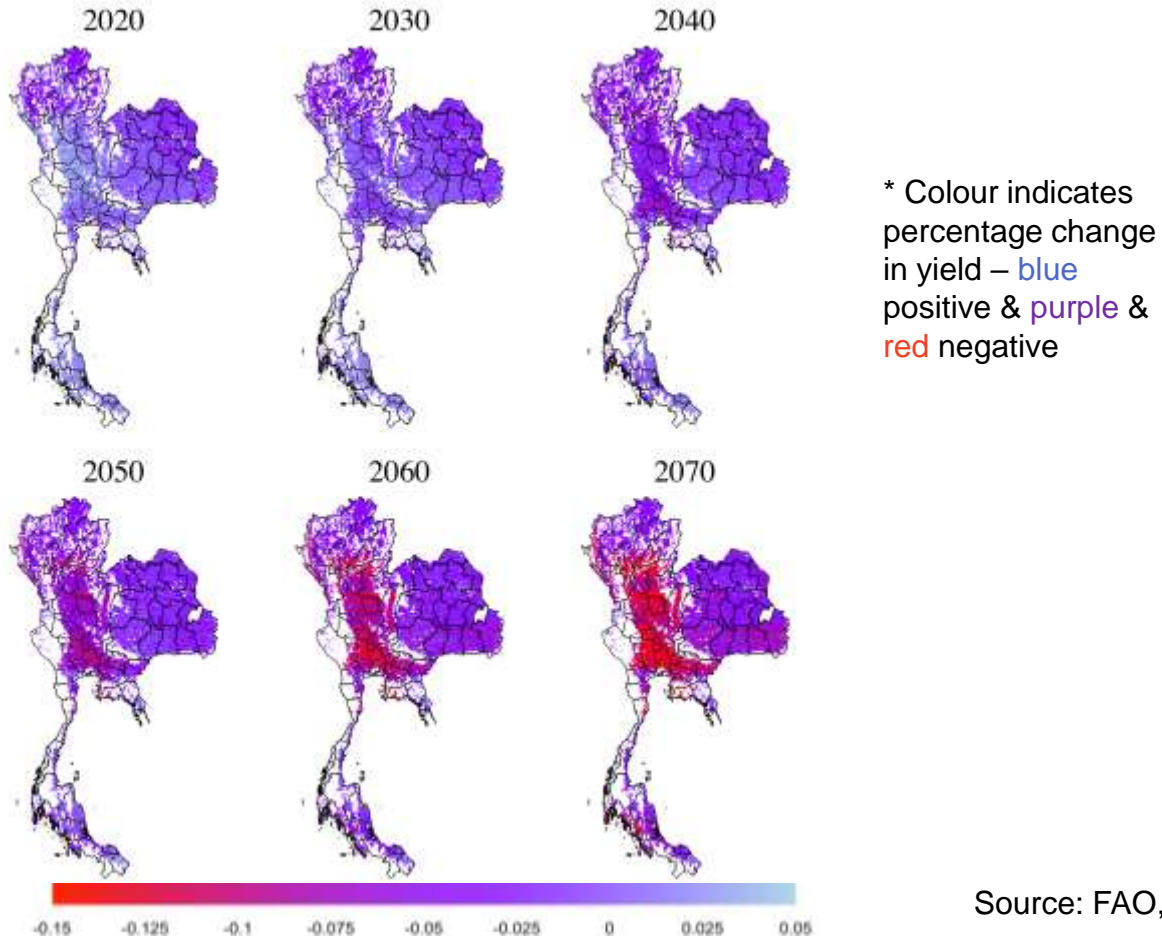 2020 2030 2040
* Colour indicates
percentage change
in yield – blue
positive & purple &
red negative
2050 2060 2070
-0.15 -0.125 -0.1 -0.075 -0.05 -0.025 0 0.025 0.05
Source: FAO,